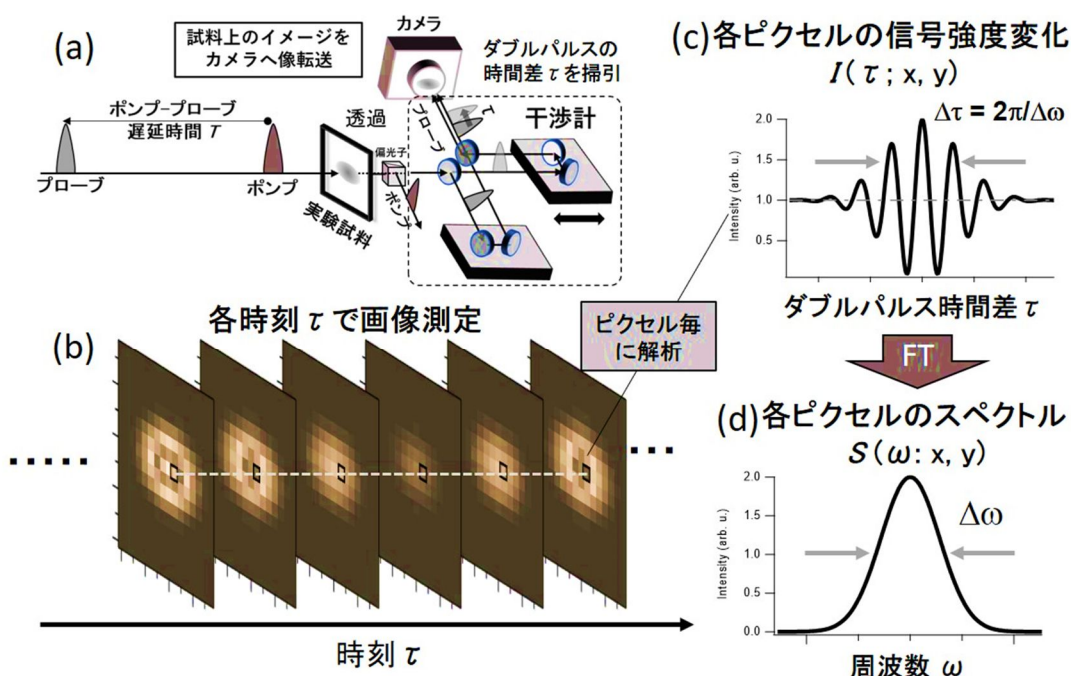 (a)
試料上のイメージを
カメラへ像転送
カメラ
ダブルパルスの
時間差 τ を掃引
ポンプ-プローブ
遅延時間 T
プローブ
ポンプ
透過
実験試料
偏光子
ポンプ
プローブ
τ
干渉計
(b)
各時刻 τ で画像測定
ピクセル毎
に解析
時刻 τ
(c) 各ピクセルの信号強度変化
I( τ ; x, y)
Δτ = 2π/Δω
Intensity (arb. u.)
2.0
1.5
1.0
0.5
ダブルパルス時間差 τ
FT
(d) 各ピクセルのスペクトル
S (ω: x, y)
Δω
Intensity (arb. u.)
2.0
1.5
1.0
0.5
0.0
周波数 ω